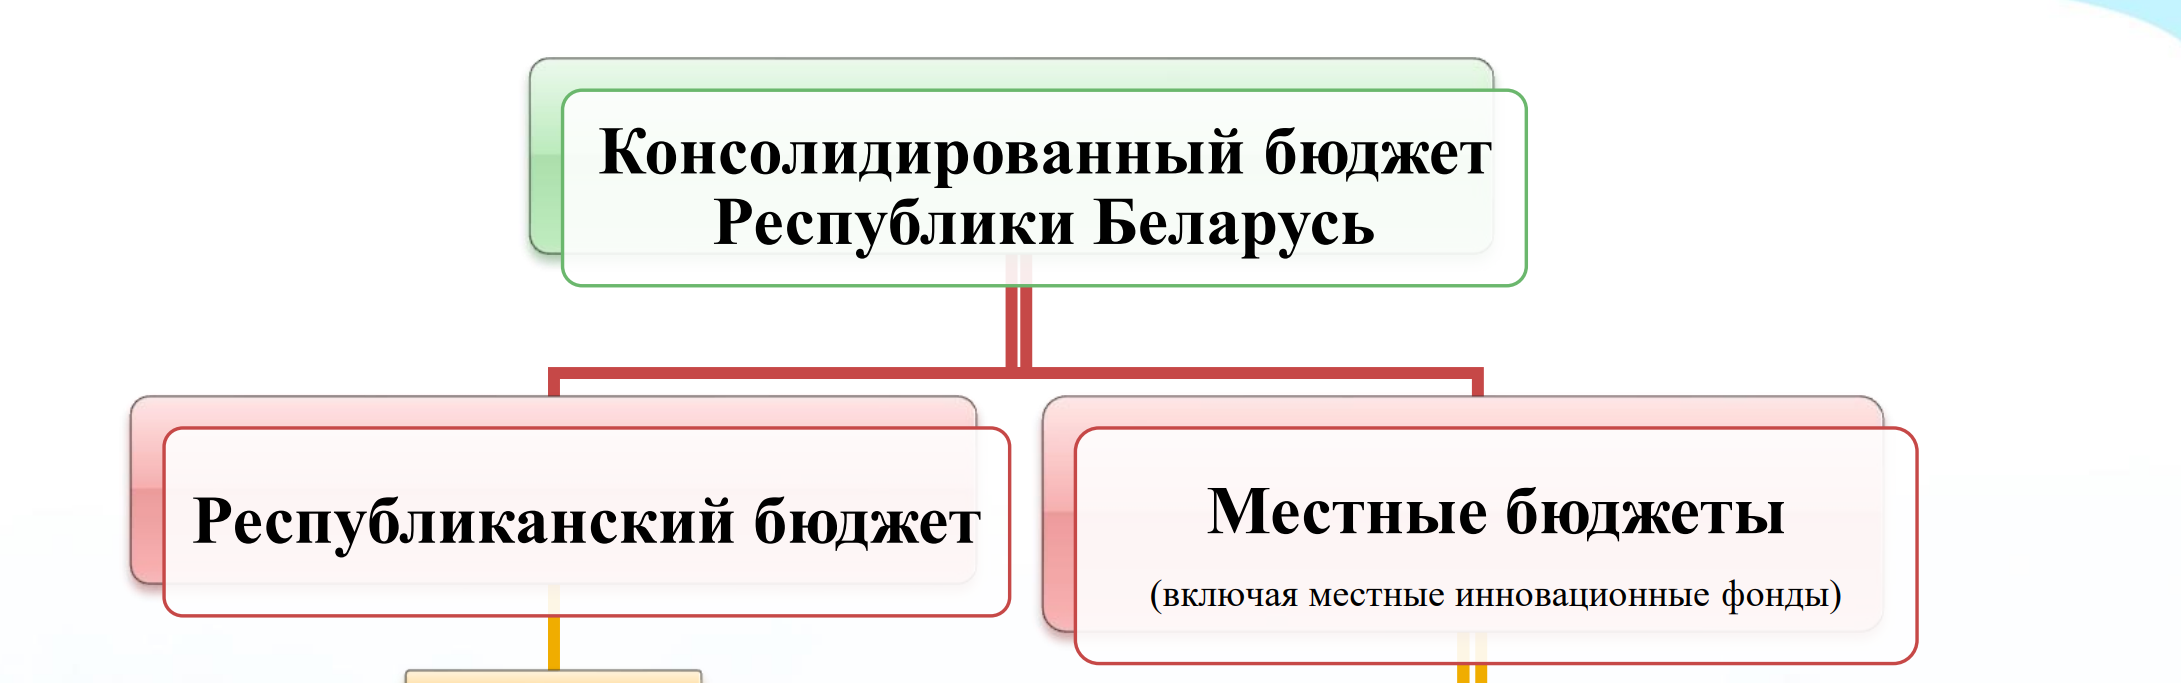 Консолидированный бюджет
Республики Беларусь
Республиканский бюджет
Местные бюджеты
(включая местные инновационные фонды)